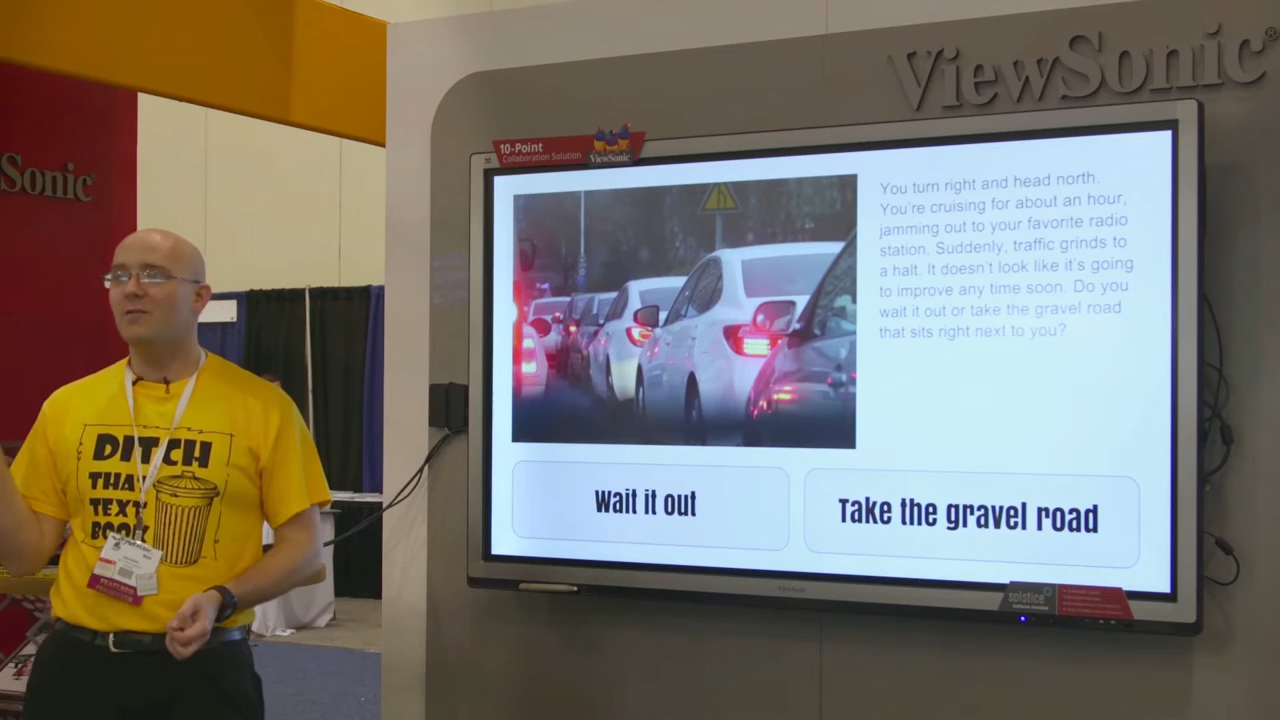 ViewSonic®
Sonic
10-Point
Collaboration Solution
ViewSonic
You turn right and head north.
You're cruising for about an hour,
jamming out to your favorite radio
station. Suddenly, traffic grinds to
a halt. It doesn't look like it's going
to improve any time soon. Do you
wait it out or take the gravel road
that sits right next to you?
Wait it out
Take the gravel road
DITCH
THAT
TEXT
BOOK
FEATURED
solstice